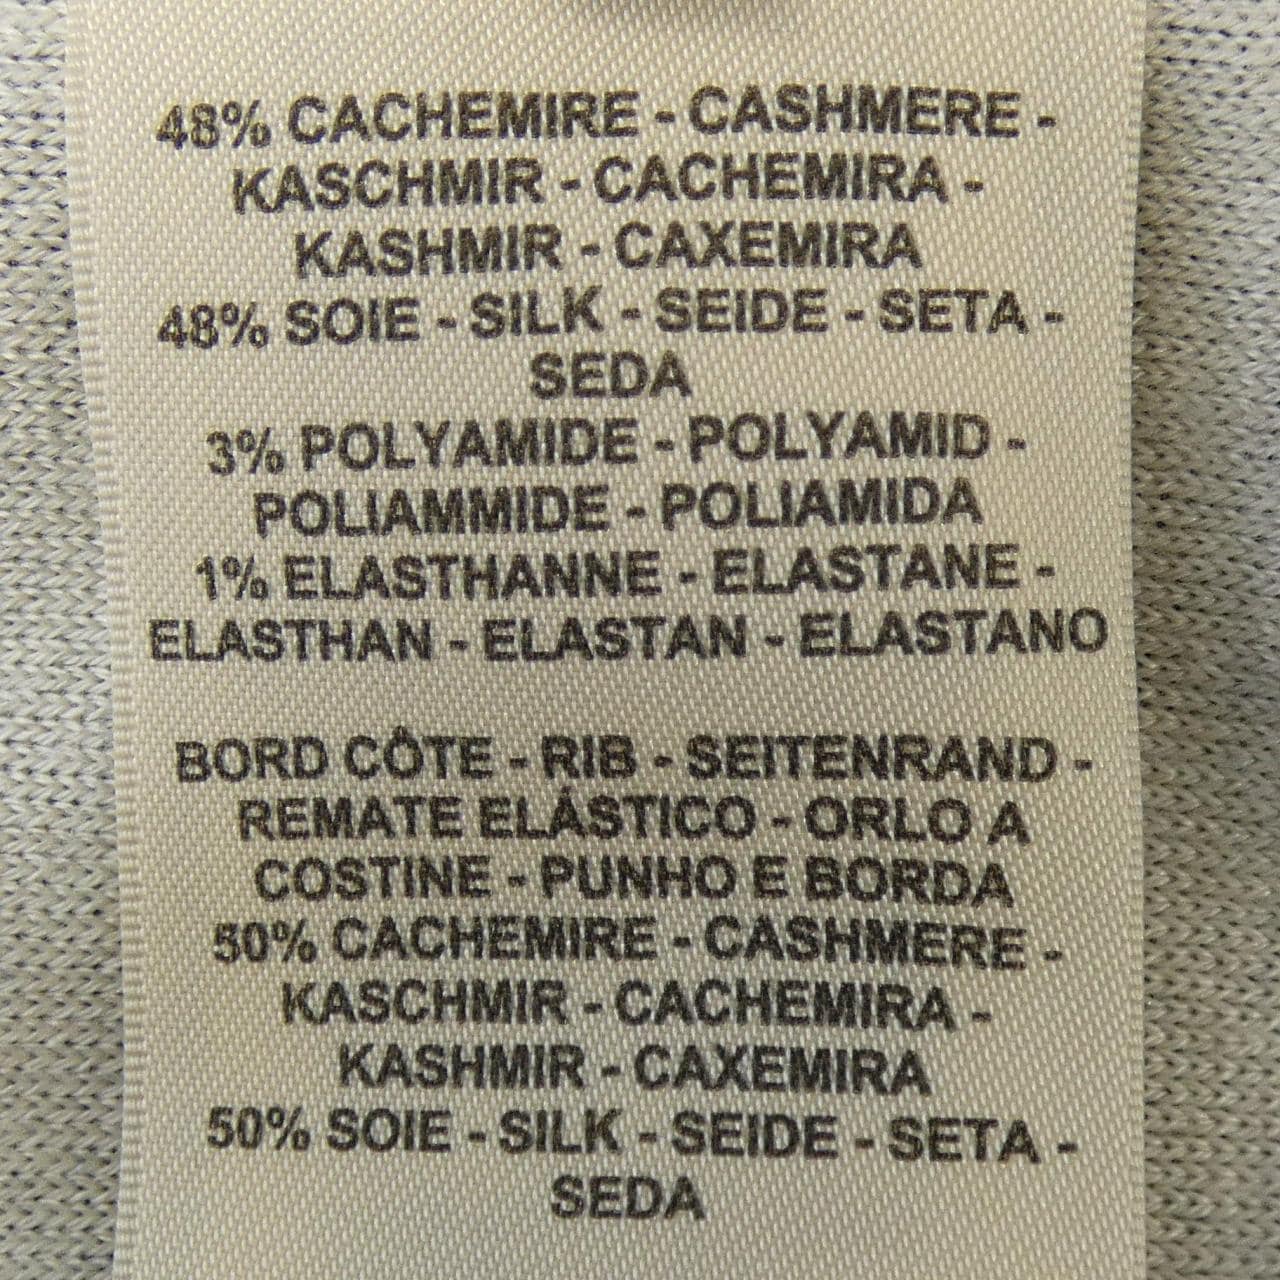 48% CACHEMIRE - CASHMERE -
KASCHMIR - CACHEMIRA -
KASHMIR - CAXEMIRA
48% SOIE - SILK - SEIDE - SETA -
SEDA
3% POLYAMIDE - POLYAMID -
POLIAMMIDE - POLIAMIDA
1% ELASTHANNE - ELASTANE -
ELASTHAN - ELASTAN - ELASTANO
BORD CÔTE - RIB - SEITENRAND -
REMATE ELÁSTICO - ORLO A
COSTINE - PUNHO E BORDA
50% CACHEMIRE - CASHMERE -
KASCHMIR - CACHEMIRA -
KASHMIR - CAXEMIRA
50% SOIE - SILK - SEIDE - SETA -
SEDA